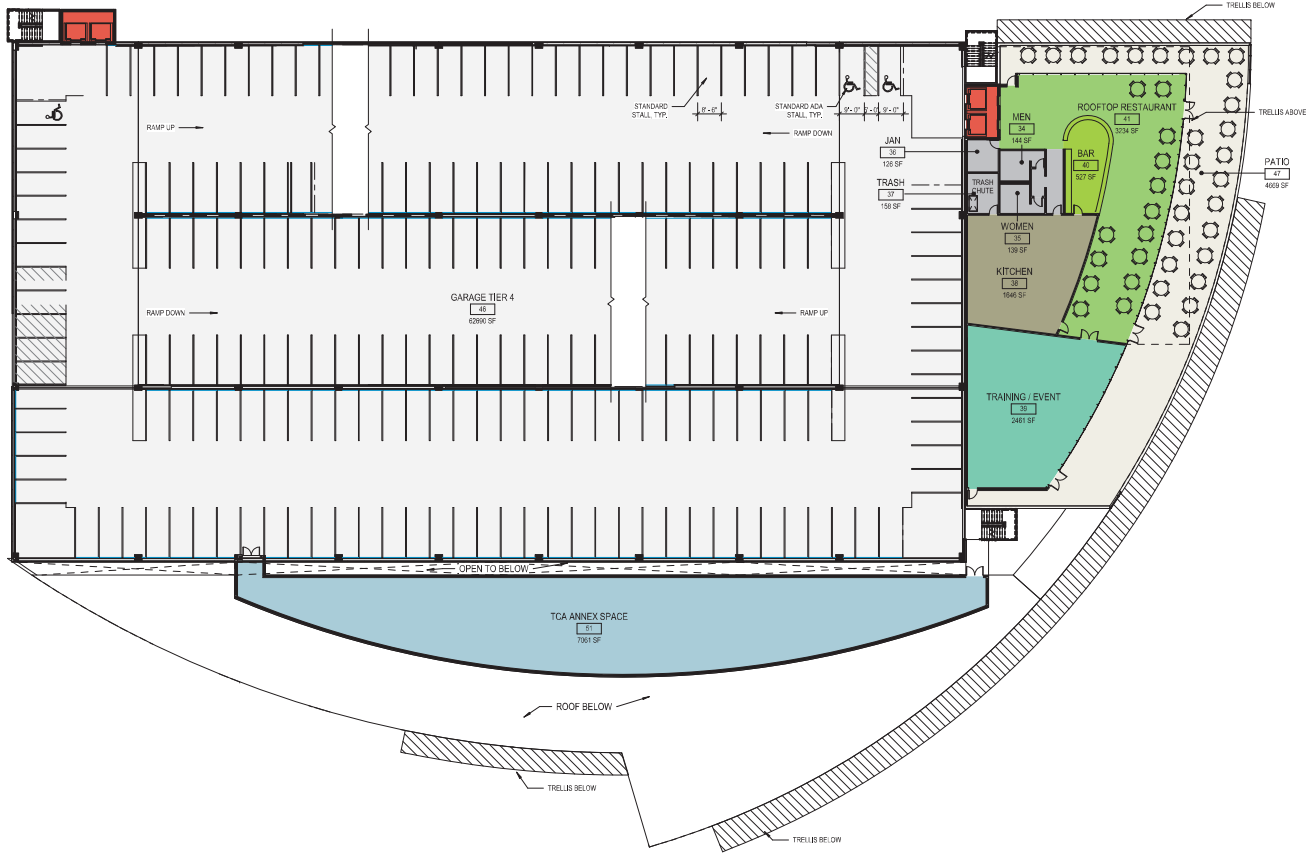 TRELLIS BELOW
STANDARD
STALL, TYP.
8' - 6"
STANDARD ADA
STALL, TYP.
9' - 0"
9' - 0"
RAMP UP
RAMP DOWN
JAN
36
126 SF
TRASH
37
158 SF
MEN
34
144 SF
ROOFTOP RESTAURANT
41
3234 SF
TRELLIS ABOVE
BAR
40
527 SF
PATIO
47
4669 SF
TRASH
CHUTE
WOMEN
35
139 SF
KITCHEN
38
1646 SF
GARAGE TIER 4
46
62690 SF
RAMP DOWN
RAMP UP
TRAINING / EVENT
39
2461 SF
OPEN TO BELOW
TCA ANNEX SPACE
51
7061 SF
ROOF BELOW
TRELLIS BELOW
TRELLIS BELOW